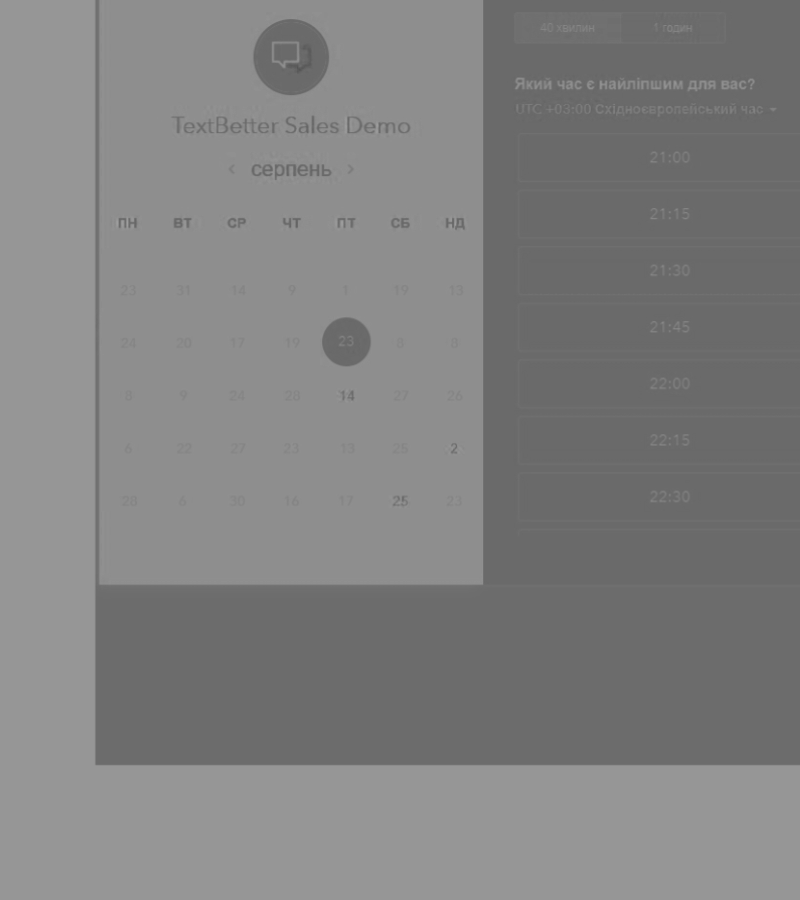 TextBetter Sales Demo
серпень
ПН ВТ СР ЧТ ПТ СБ НД
23 31 14 9 1 19 13
24 20 17 19 23 8 8
8 9 24 28 14 27 26
6 22 27 23 13 25 2
28 6 30 16 17 25 23
40 хвилин 1 годин
Який час є найліпшим для вас?
UTC +03:00 Східноєвропейський час
21:00
21:15
21:30
21:45
22:00
22:15
22:30